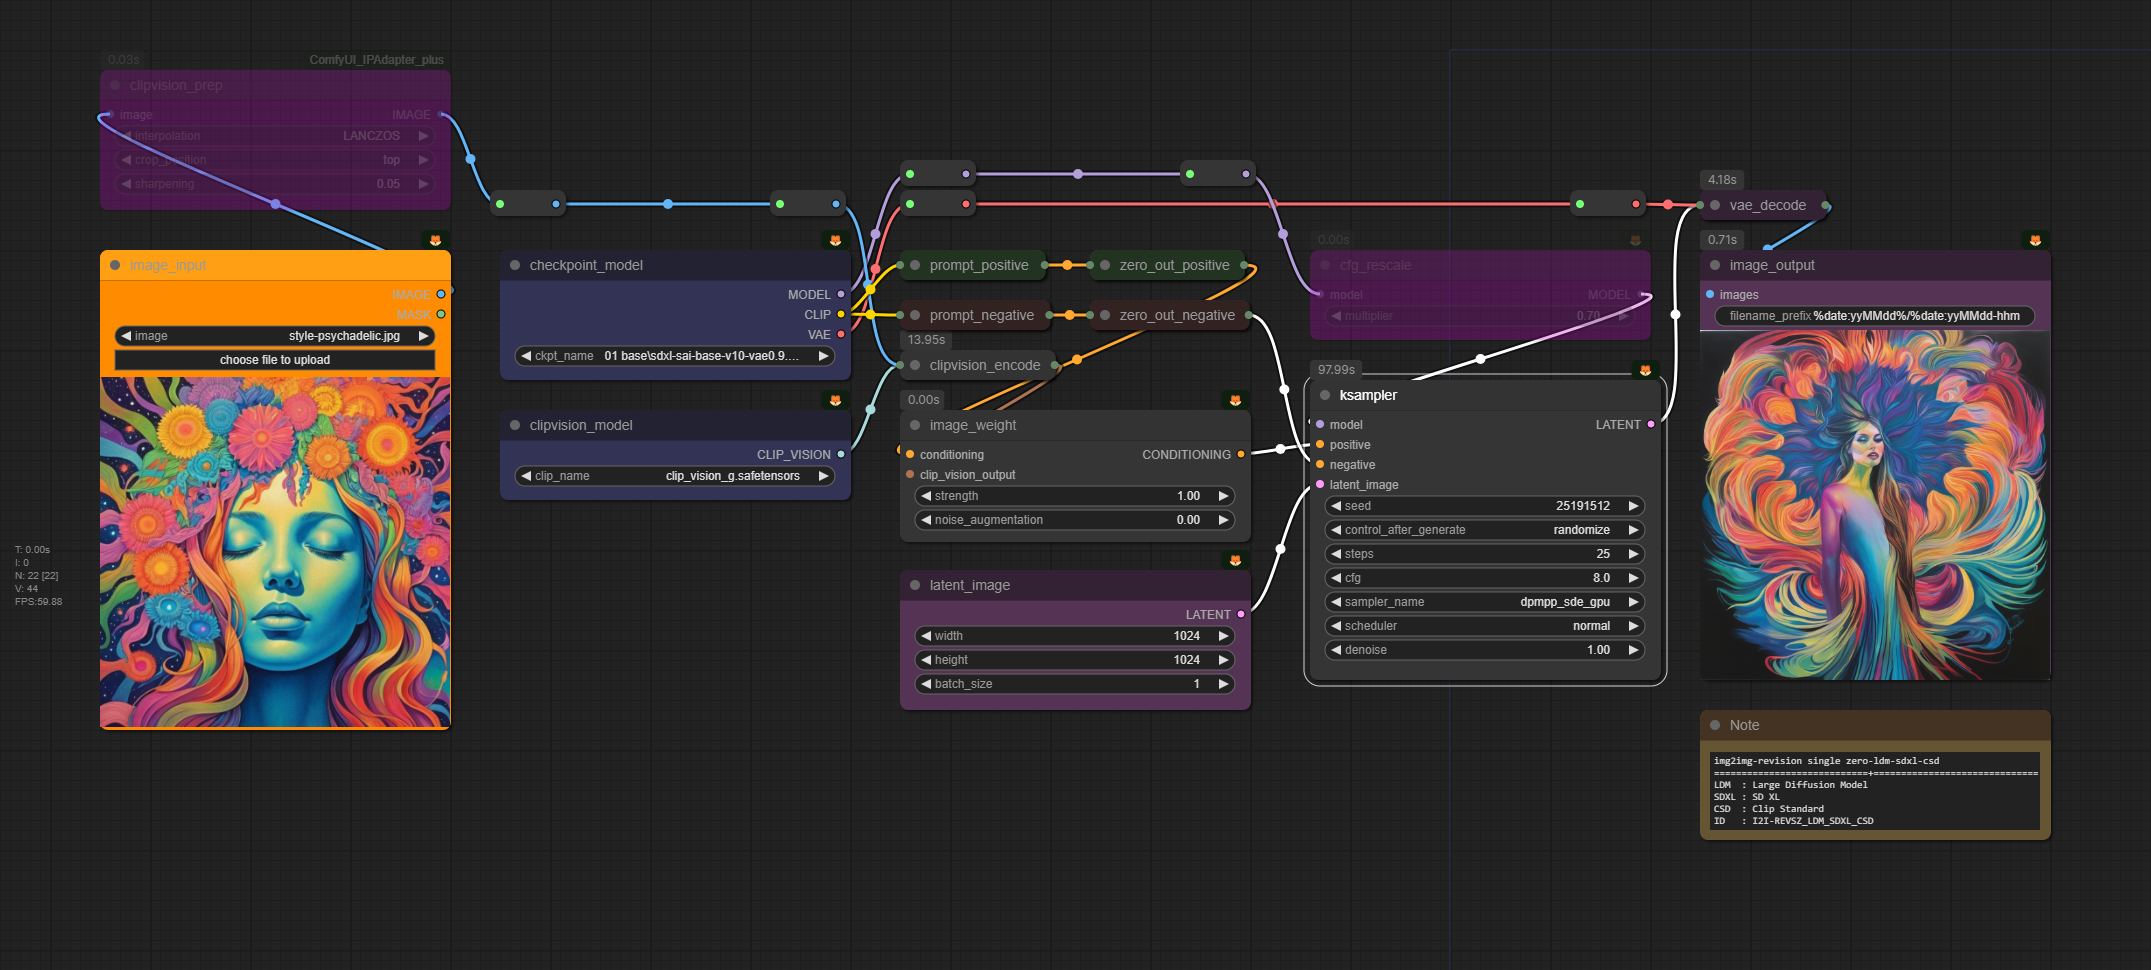 0.03s
ComfyUI_IPAdapter_plus
clipvision_prep
image
IMAGE
interpolation
LANCZOS
crop_position
top
sharpening
0.05
image_input
IMAGE
MASK
image
style-psychadelic.jpg
choose file to upload
T: 0.00s
I: 0
N: 22 [22]
V: 44
FPS:59.88
checkpoint_model
MODEL
CLIP
VAE
ckpt_name
01 base\sdxl-sai-base-v10-vae0.9....
clipvision_model
CLIP_VISION
clip_name
clip_vision_g.safetensors
prompt_positive
zero_out_positive
prompt_negative
zero_out_negative
13.95s
clipvision_encode
0.00s
image_weight
conditioning
CONDITIONING
clip_vision_output
strength
1.00
noise_augmentation
0.00
latent_image
LATENT
width
1024
height
1024
batch_size
1
0.00s
cfg_rescale
model
MODEL
multiplier
0.70
97.99s
ksampler
model
LATENT
positive
negative
latent_image
seed
25191512
control_after_generate
randomize
steps
25
cfg
8.0
sampler_name
dpmpp_sde_gpu
scheduler
normal
denoise
1.00
4.18s
vae_decode
0.71s
image_output
images
filename_prefix
%date:yyMMdd%/%date:yyMMdd-hhm
Note
img2img-revision single zero-ldm-sdxl-csd
============================+==============================
LDM : Large Diffusion Model
SDXL : SD XL
CSD : Clip Standard
ID : I2I-REVSZ_LDM_SDXL_CSD